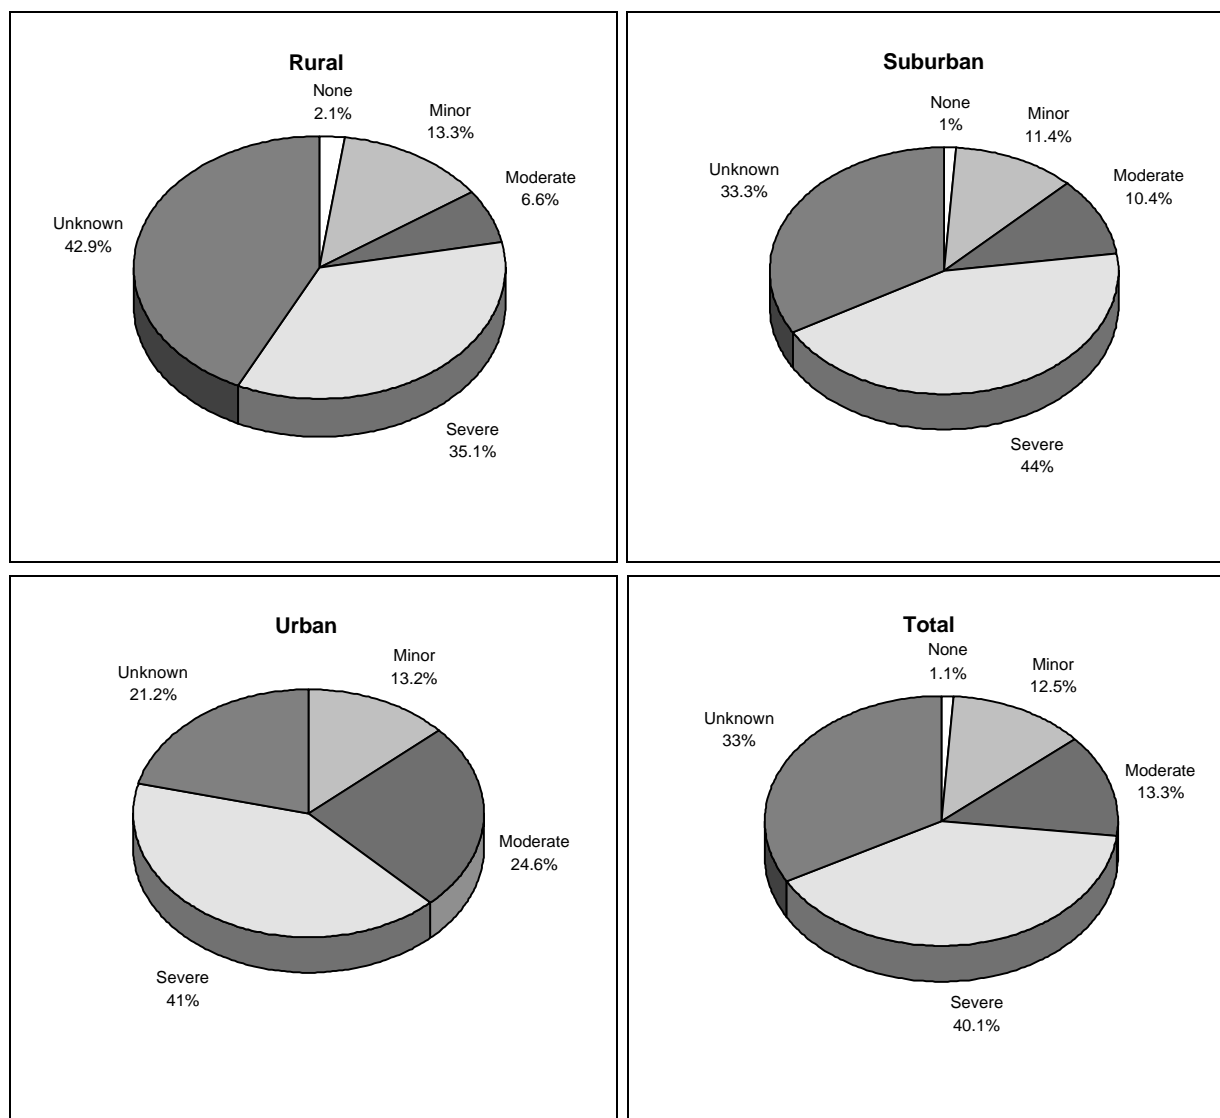 Rural
None
2.1%
Minor
13.3%
Moderate
6.6%
Severe
35.1%
Unknown
42.9%
Suburban
None
1%
Minor
11.4%
Moderate
10.4%
Severe
44%
Unknown
33.3%
Urban
Minor
13.2%
Moderate
24.6%
Severe
41%
Unknown
21.2%
Total
None
1.1%
Minor
12.5%
Moderate
13.3%
Severe
40.1%
Unknown
33%